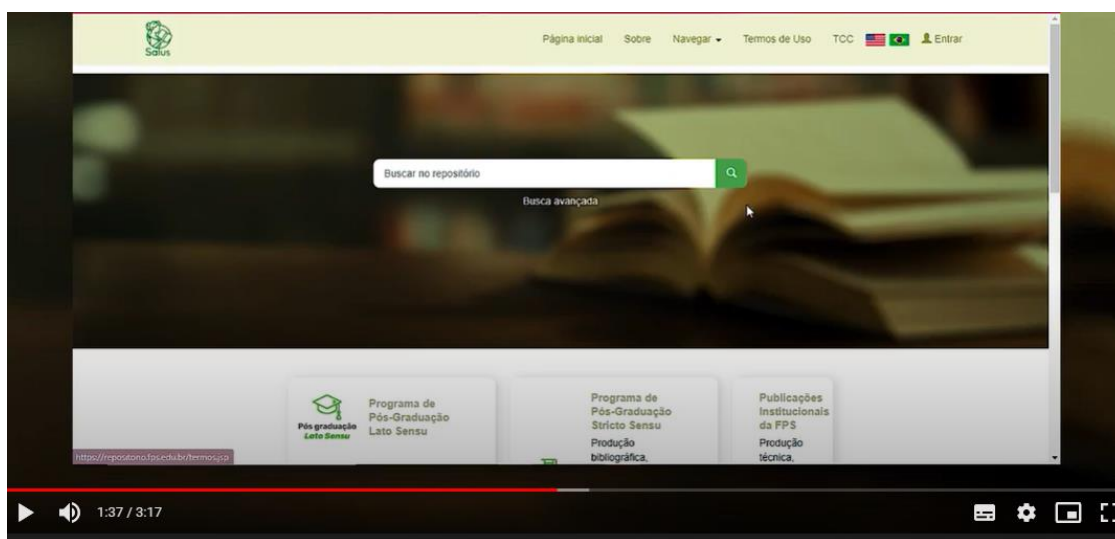 Salus
Página inicial Sobre Navegar Termos de Uso TCC Entrar
Buscar no repositório
Busca avançada
Pós graduação
Lato Sensu
Programa de
Pós-Graduação
Lato Sensu
Programa de
Pós-Graduação
Stricto Sensu
Produção
bibliográfica,
Publicações
Institucionais
da FPS
Produção
técnica,
https://repositorio.fps.edu.br/termos.jsp
1:37 / 3:17